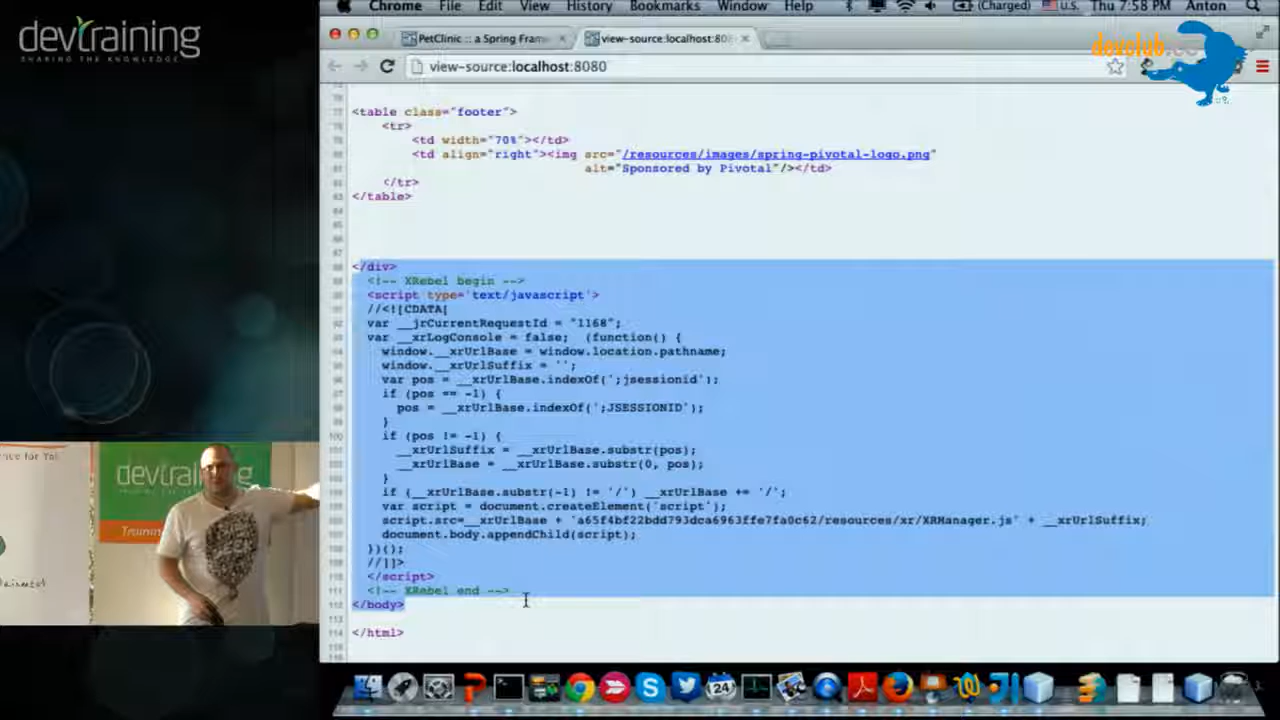 devtraining
SHARING THE KNOWLEDGE
Chrome File Edit View History Bookmarks Window Help (Charged) U.S. Thu 7:58 PM Anton
PetClinic :: a Spring Fram
view-source:localhost:808
devclub
view-source:localhost:8080
<table class="footer">
<tr>
<td width="70%"></td>
<td align="right"><img src="/resources/images/spring-pivotal-logo.png"
alt="Sponsored by Pivotal"/></td>
</tr>
</table>
</div>
<!-- XRebel begin -->
<script type='text/javascript'>
//<![CDATA[
var __jrCurrentRequestId = "1168";
var __xrLogConsole = false; (function() {
window.__xrUrlBase = window.location.pathname;
window.__xrUrlSuffix = '';
var pos = __xrUrlBase.indexOf(';jsessionid');
if (pos == -1) {
pos = __xrUrlBase.indexOf(';JSESSIONID');
}
if (pos != -1) {
__xrUrlSuffix = __xrUrlBase.substr(pos);
__xrUrlBase = __xrUrlBase.substr(0, pos);
}
if (__xrUrlBase.substr(-1) != '/') __xrUrlBase += '/';
var script = document.createElement('script');
script.src=__xrUrlBase + 'a65f4bf22bdd793dca6963ffe7fa0c62/resources/xr/XRManager.js' + __xrUrlSuffix;
document.body.appendChild(script);
})();
//]]>
</script>
<!-- XRebel end -->
</body>
</html>
devtraining
24